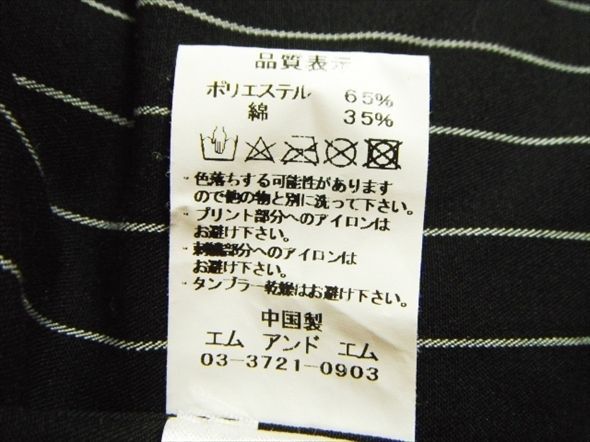 品質表示
ポリエステル 65%
綿 35%
・色落ちする可能性があります
ので他の物と別に洗って下さい。
・プリント部分へのアイロンは
お避け下さい。
・刺繍部分へのアイロンは
お避け下さい。
・タンブラー乾燥はお避け下さい。
中国製
エム アンド エム
03-3721-0903